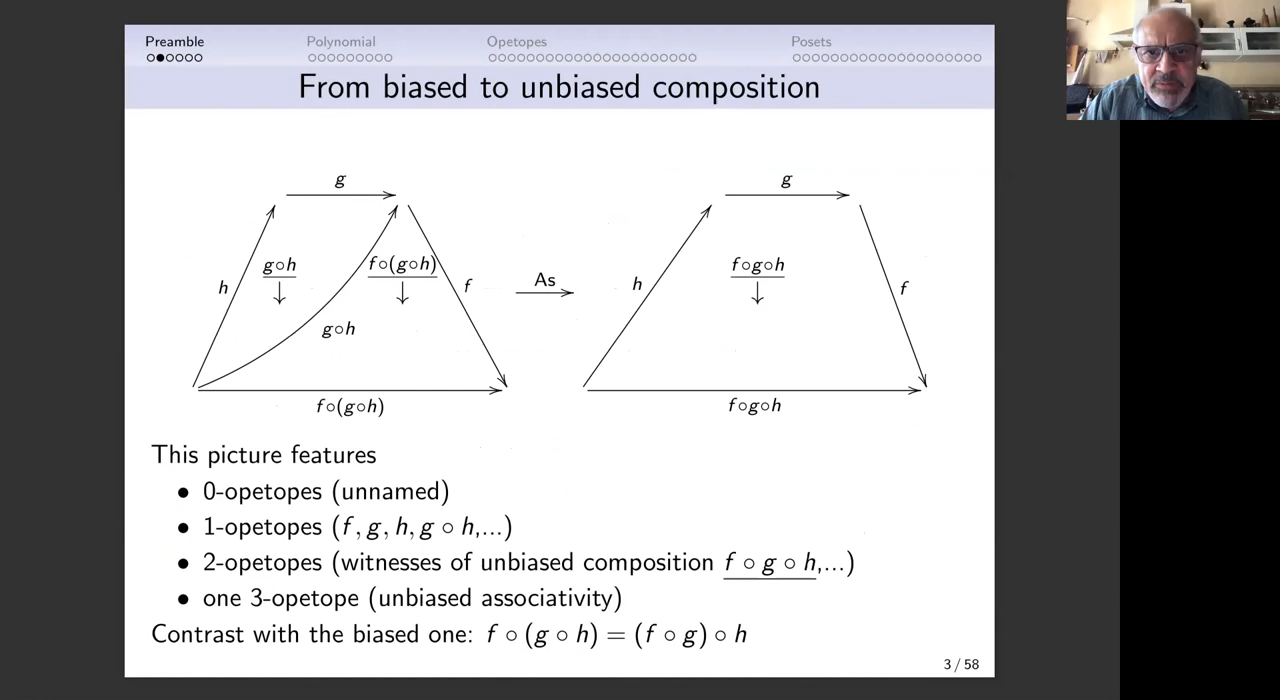 Preamble Polynomial Opetopes Posets
From biased to unbiased composition
g g
g∘h f∘(g∘h) As f∘g∘h
h f h f
g∘h
f∘(g∘h) f∘g∘h
This picture features
• 0-opetopes (unnamed)
• 1-opetopes (f, g, h, g ∘ h,...)
• 2-opetopes (witnesses of unbiased composition f ∘ g ∘ h,...)
• one 3-opetope (unbiased associativity)
Contrast with the biased one: f ∘ (g ∘ h) = (f ∘ g) ∘ h
3 / 58